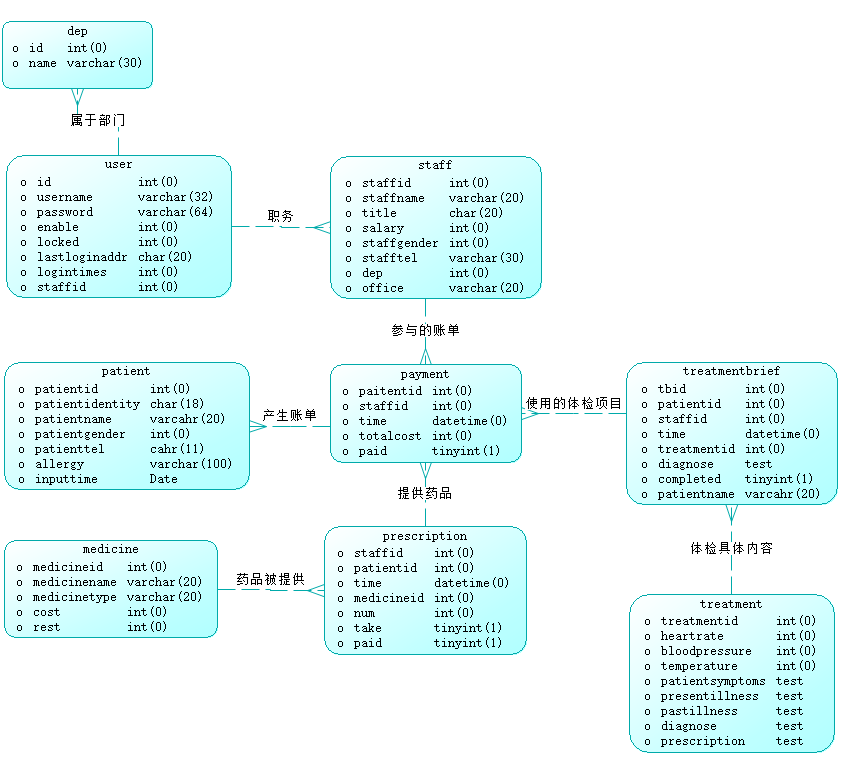 dep
o id int(0)
o name varchar(30)
属于部门
user
o id int(0)
o username varchar(32)
o password varchar(64)
o enable int(0)
o locked int(0)
o lastloginaddr char(20)
o logintimes int(0)
o staffid int(0)
职务
staff
o staffid int(0)
o staffname varchar(20)
o title char(20)
o salary int(0)
o staffgender int(0)
o stafftel varchar(30)
o dep int(0)
o office varchar(20)
参与的账单
patient
o patientid int(0)
o patientidentity char(18)
o patientname varcahr(20)
o patientgender int(0)
o patienttel cahr(11)
o allergy varchar(100)
o inputtime Date
产生账单
payment
o paitentid int(0)
o staffid int(0)
o time datetime(0)
o totalcost int(0)
o paid tinyint(1)
使用的体检项目
treatmentbrief
o tbid int(0)
o patientid int(0)
o staffid int(0)
o time datetime(0)
o treatmentid int(0)
o diagnose test
o completed tinyint(1)
o patientname varcahr(20)
提供药品
体检具体内容
medicine
o medicineid int(0)
o medicinename varchar(20)
o medicinetype varchar(20)
o cost int(0)
o rest int(0)
药品被提供
prescription
o staffid int(0)
o patientid int(0)
o time datetime(0)
o medicineid int(0)
o num int(0)
o take tinyint(1)
o paid tinyint(1)
treatment
o treatmentid int(0)
o heartrate int(0)
o bloodpressure int(0)
o temperature int(0)
o patientsymptoms test
o presentillness test
o pastillness test
o diagnose test
o prescription test